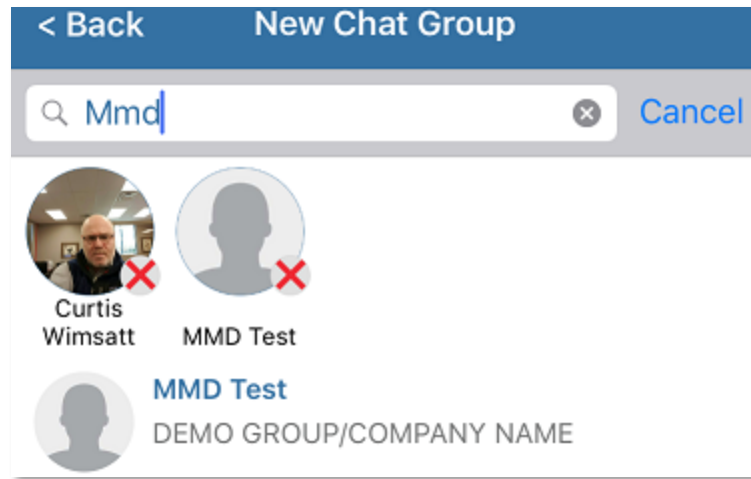 < Back New Chat Group
Mmd Cancel
Curtis
Wimsatt
MMD Test
MMD Test
DEMO GROUP/COMPANY NAME